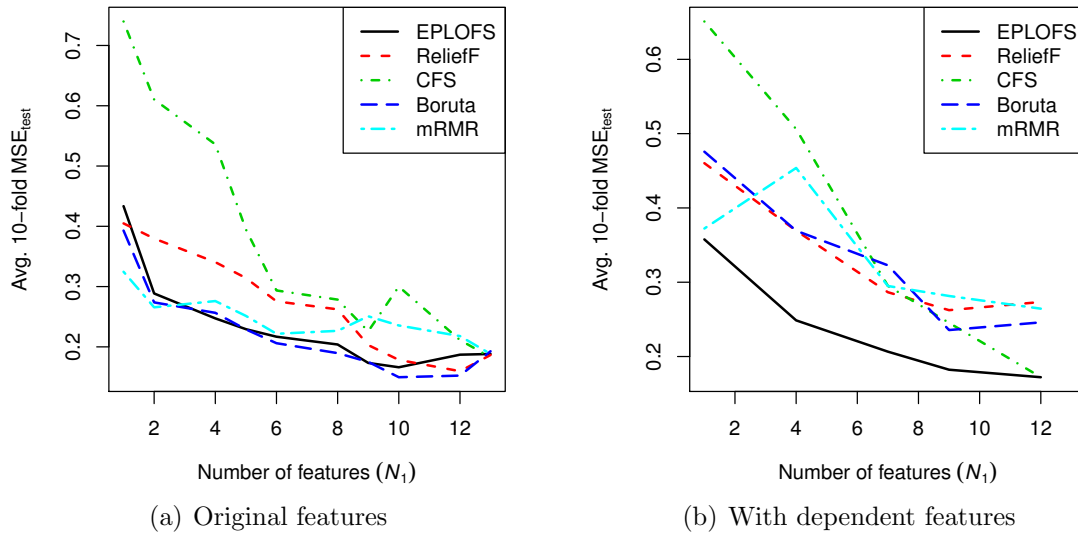 EPLOFS
ReliefF
CFS
Boruta
mRMR
0.7
0.6
0.5
0.4
0.3
0.2
Avg. 10−fold MSEtest
2 4 6 8 10 12
Number of features (N1)
(a) Original features
EPLOFS
ReliefF
CFS
Boruta
mRMR
0.6
0.5
0.4
0.3
0.2
Avg. 10−fold MSEtest
2 4 6 8 10 12
Number of features (N1)
(b) With dependent features